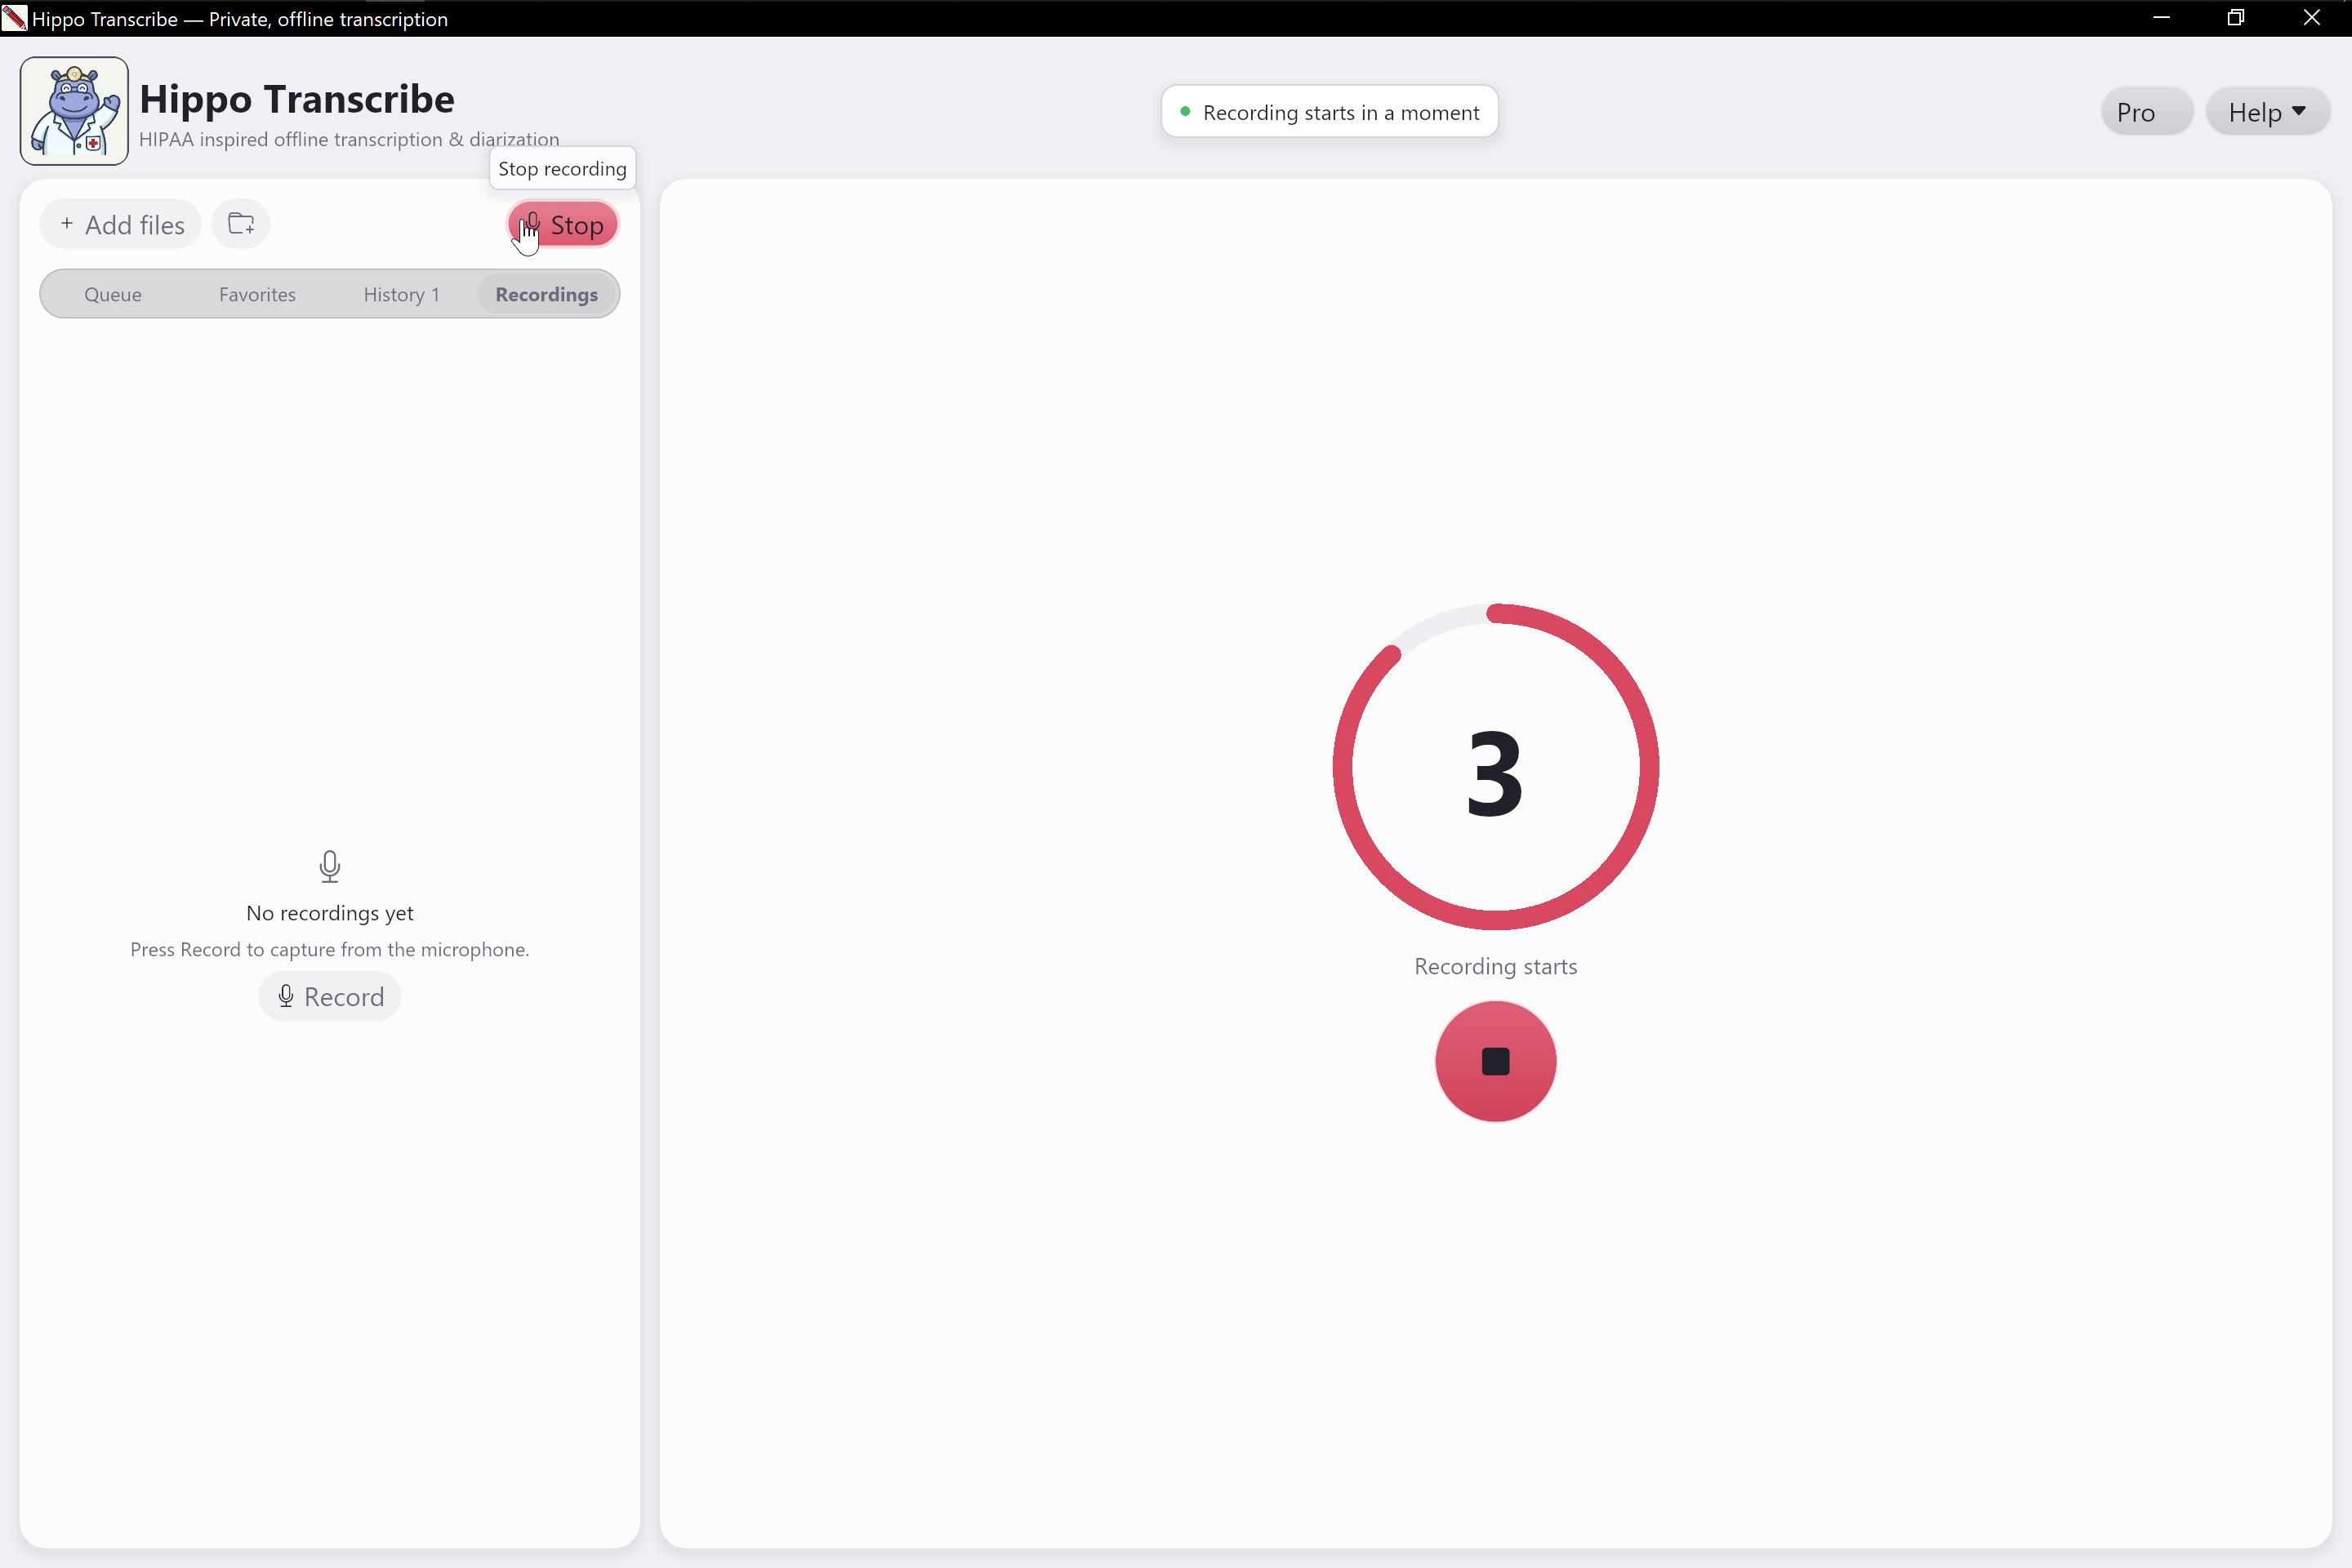 Hippo Transcribe — Private, offline transcription
Hippo Transcribe
HIPAA inspired offline transcription & diarization
Recording starts in a moment
Pro
Help
Stop recording
+ Add files
Stop
Queue
Favorites
History 1
Recordings
3
No recordings yet
Press Record to capture from the microphone.
Recording starts
Record